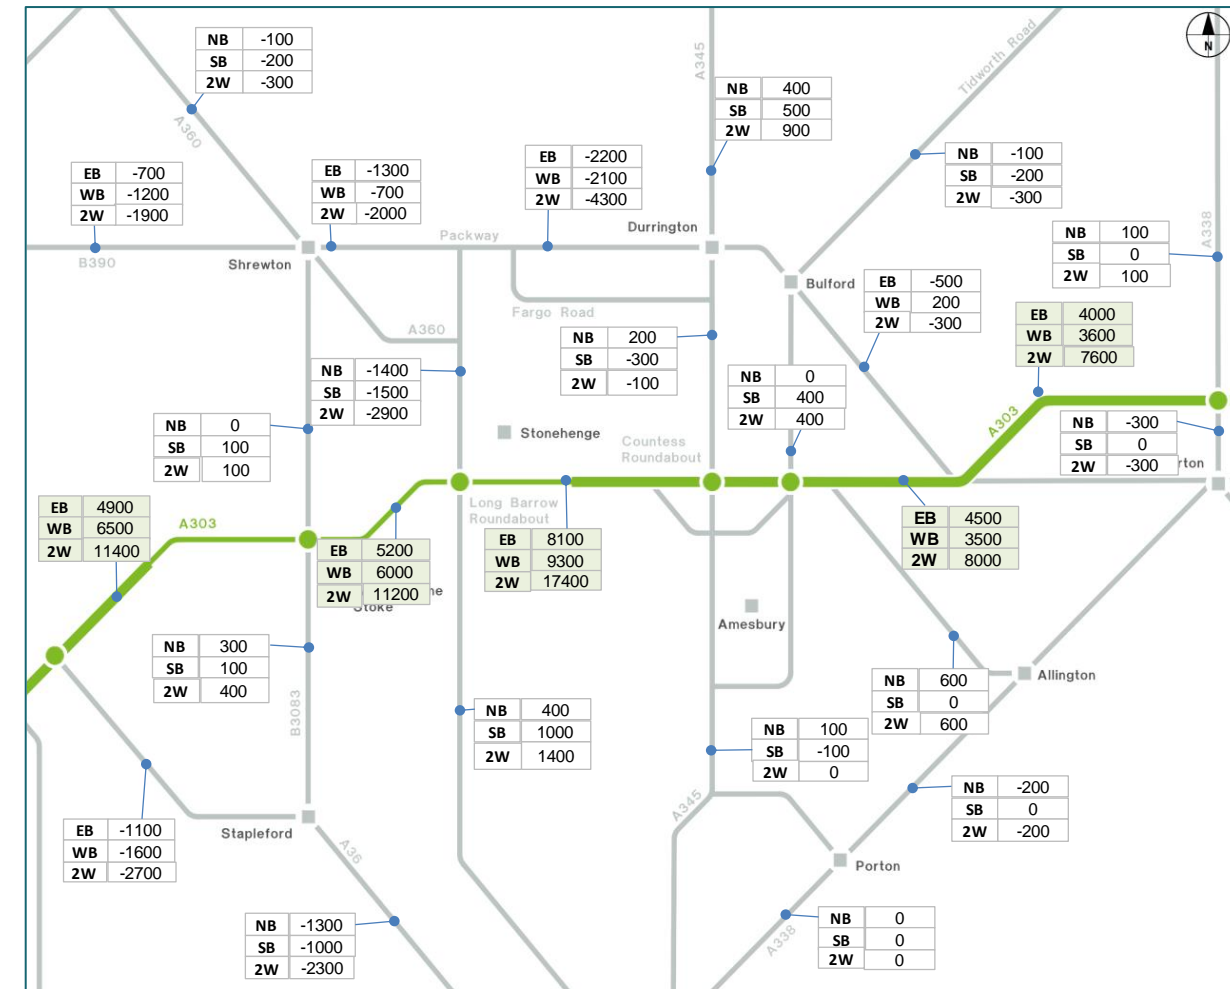 N
A345
Tidworth Road
A338
A360
NB -100
SB -200
2W -300
NB 400
SB 500
2W 900
EB -700
WB -1200
2W -1900
EB -1300
WB -700
2W -2000
EB -2200
WB -2100
2W -4300
NB -100
SB -200
2W -300
NB 100
SB 0
2W 100
B390
Shrewton
Packway
Durrington
Bulford
Fargo Road
A360
EB -500
WB 200
2W -300
EB 4000
WB 3600
2W 7600
NB 200
SB -300
2W -100
NB -1400
SB -1500
2W -2900
NB 0
SB 400
2W 400
NB 0
SB 100
2W 100
Stonehenge
Countess
Roundabout
A303
NB -300
SB 0
2W -300
rton
EB 4900
WB 6500
2W 11400
A303
Long Barrow
Roundabout
EB 5200
WB 6000
2W 11200
ne
Stoke
EB 8100
WB 9300
2W 17400
EB 4500
WB 3500
2W 8000
Amesbury
NB 300
SB 100
2W 400
B3083
NB 400
SB 1000
2W 1400
NB 600
SB 0
2W 600
Allington
NB 100
SB -100
2W 0
NB -200
SB 0
2W -200
EB -1100
WB -1600
2W -2700
Stapleford
A36
A345
Porton
NB -1300
SB -1000
2W -2300
A338
NB 0
SB 0
2W 0